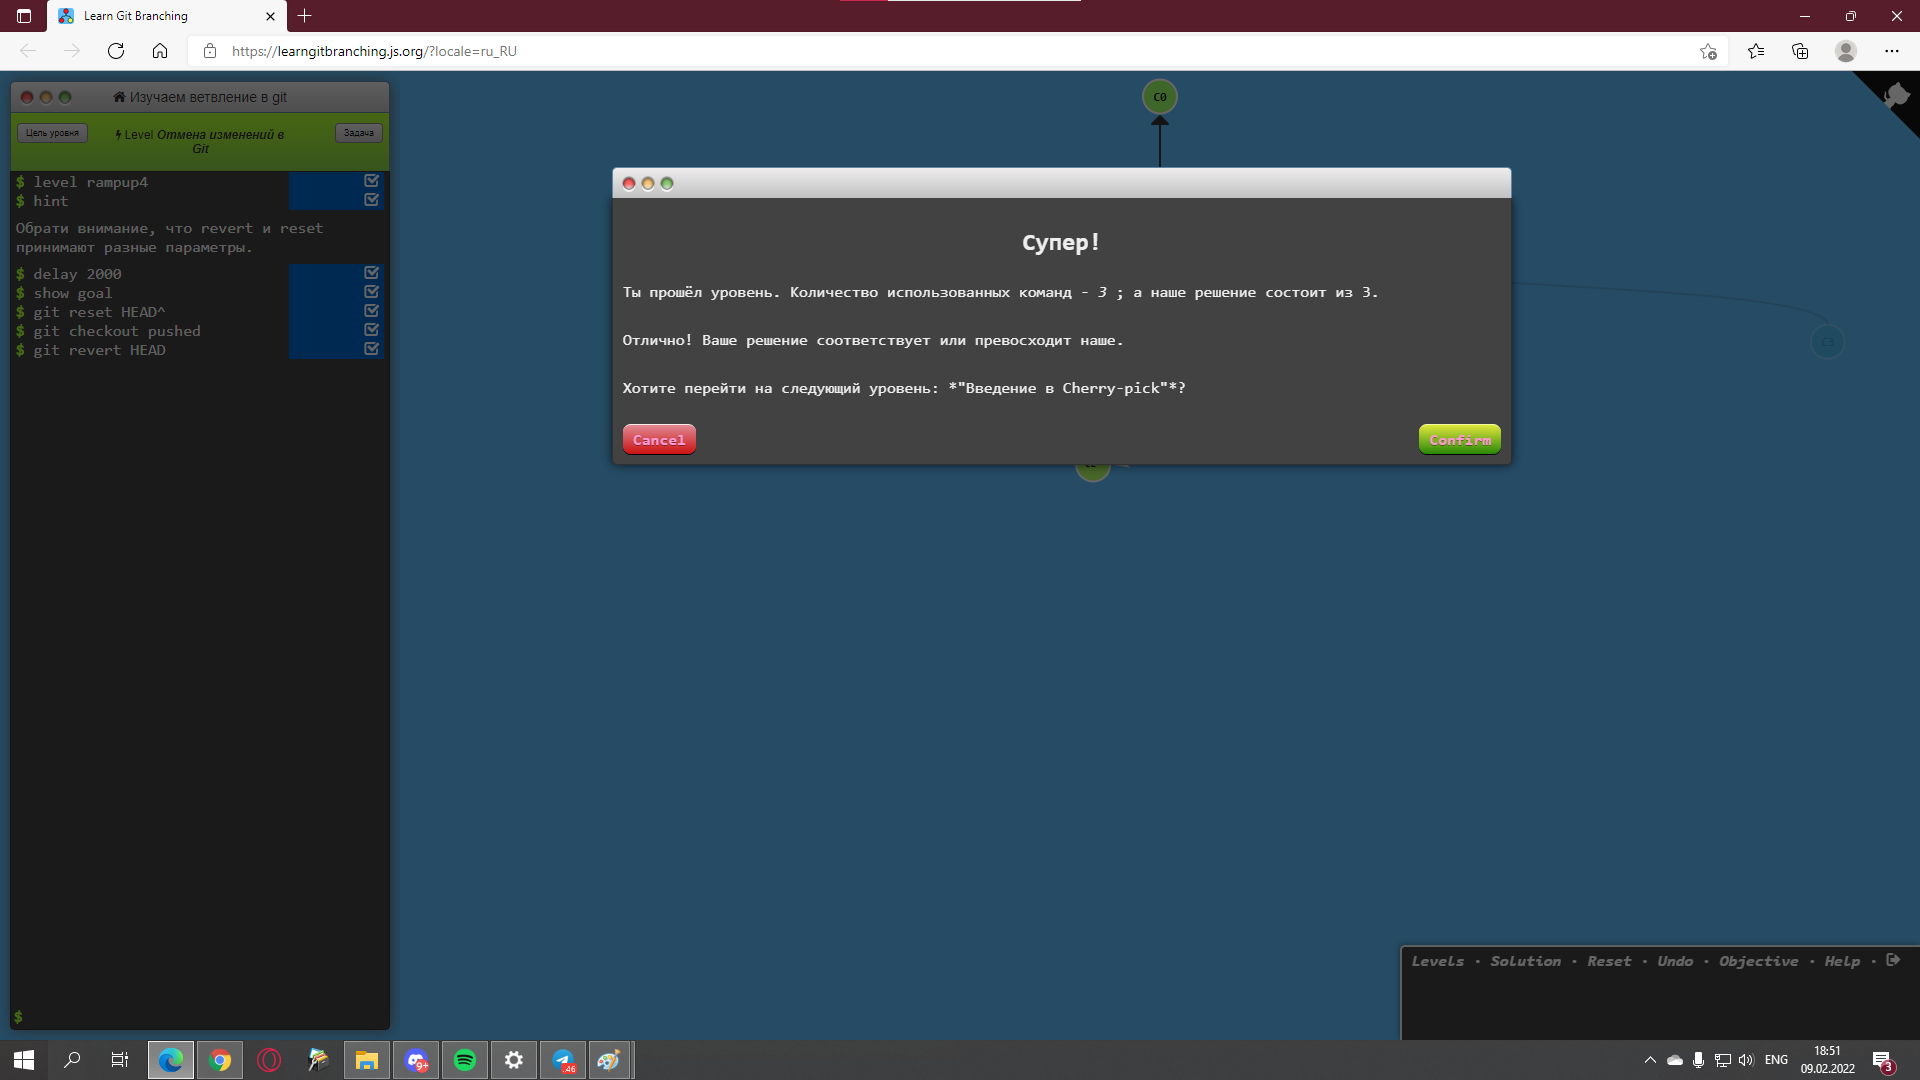 Learn Git Branching
https://learngitbranching.js.org/?locale=ru_RU
Изучаем ветвление в git
Цель уровня
Level Отмена изменений в
Git
Задача
$ level rampup4
$ hint
Обрати внимание, что revert и reset
принимают разные параметры.
$ delay 2000
$ show goal
$ git reset HEAD^
$ git checkout pushed
$ git revert HEAD
$
C0
Супер!
Ты прошёл уровень. Количество использованных команд - 3 ; а наше решение состоит из 3.
Отлично! Ваше решение соответствует или превосходит наше.
Хотите перейти на следующий уровень: *"Введение в Cherry-pick"*?
Cancel
Confirm
C3
Levels · Solution · Reset · Undo · Objective · Help ·
9+
46
ENG
18:51
09.02.2022
3